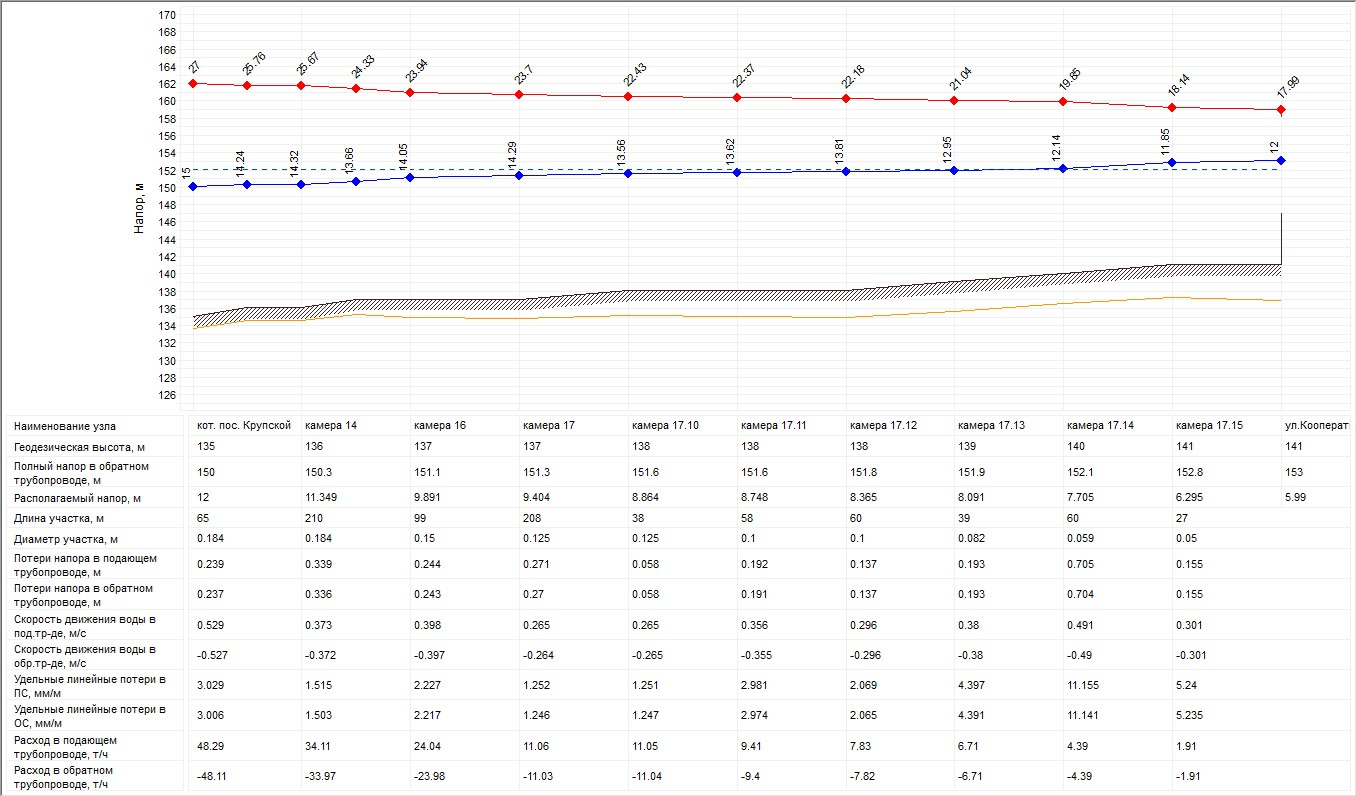 170
168
166
164
162
160
158
156
154
152
150
148
146
144
142
140
138
136
134
132
130
128
126
Напор, м
27
25.76
25.67
24.33
23.94
23.7
22.43
22.37
22.18
21.04
19.85
18.14
17.99
15
14.24
14.32
13.66
14.05
14.29
13.56
13.62
13.81
12.95
12.14
11.85
12
Наименование узла кот. пос. Крупской камера 14 камера 16 камера 17 камера 17.10 камера 17.11 камера 17.12 камера 17.13 камера 17.14 камера 17.15 ул.Кооперат
Геодезическая высота, м 135 136 137 137 138 138 138 139 140 141 141
Полный напор в обратном
трубопроводе, м 150 150.3 151.1 151.3 151.6 151.6 151.8 151.9 152.1 152.8 153
Располагаемый напор, м 12 11.349 9.891 9.404 8.864 8.748 8.365 8.091 7.705 6.295 5.99
Длина участка, м 65 210 99 208 38 58 60 39 60 27
Диаметр участка, м 0.184 0.184 0.15 0.125 0.125 0.1 0.1 0.082 0.059 0.05
Потери напора в подающем
трубопроводе, м 0.239 0.339 0.244 0.271 0.058 0.192 0.137 0.193 0.705 0.155
Потери напора в обратном
трубопроводе, м 0.237 0.336 0.243 0.27 0.058 0.191 0.137 0.193 0.704 0.155
Скорость движения воды в
под.тр-де, м/с 0.529 0.373 0.398 0.265 0.265 0.356 0.296 0.38 0.491 0.301
Скорость движения воды в
обр.тр-де, м/с -0.527 -0.372 -0.397 -0.264 -0.265 -0.355 -0.296 -0.38 -0.49 -0.301
Удельные линейные потери в
ПС, мм/м 3.029 1.515 2.227 1.252 1.251 2.981 2.069 4.397 11.155 5.24
Удельные линейные потери в
ОС, мм/м 3.006 1.503 2.217 1.246 1.247 2.974 2.065 4.391 11.141 5.235
Расход в подающем
трубопроводе, т/ч 48.29 34.11 24.04 11.06 11.05 9.41 7.83 6.71 4.39 1.91
Расход в обратном
трубопроводе, т/ч -48.11 -33.97 -23.98 -11.03 -11.04 -9.4 -7.82 -6.71 -4.39 -1.91